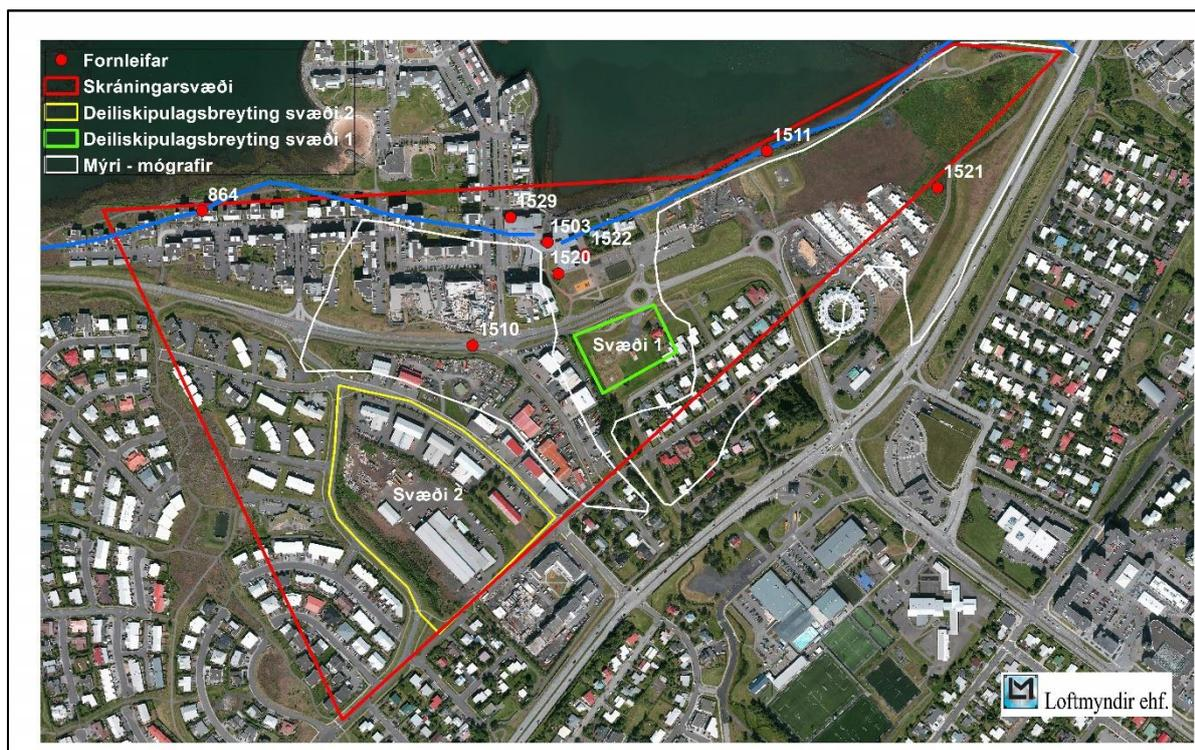 Fornleifar
Skráningarsvæði
Deiliskipulagsbreyting svæði 2
Deiliskipulagsbreyting svæði 1
Mýri - mógrafir
1511
1521
864
1529
1503
1522
1520
1510
Svæði 1
Svæði 2
LM Loftmyndir ehf.